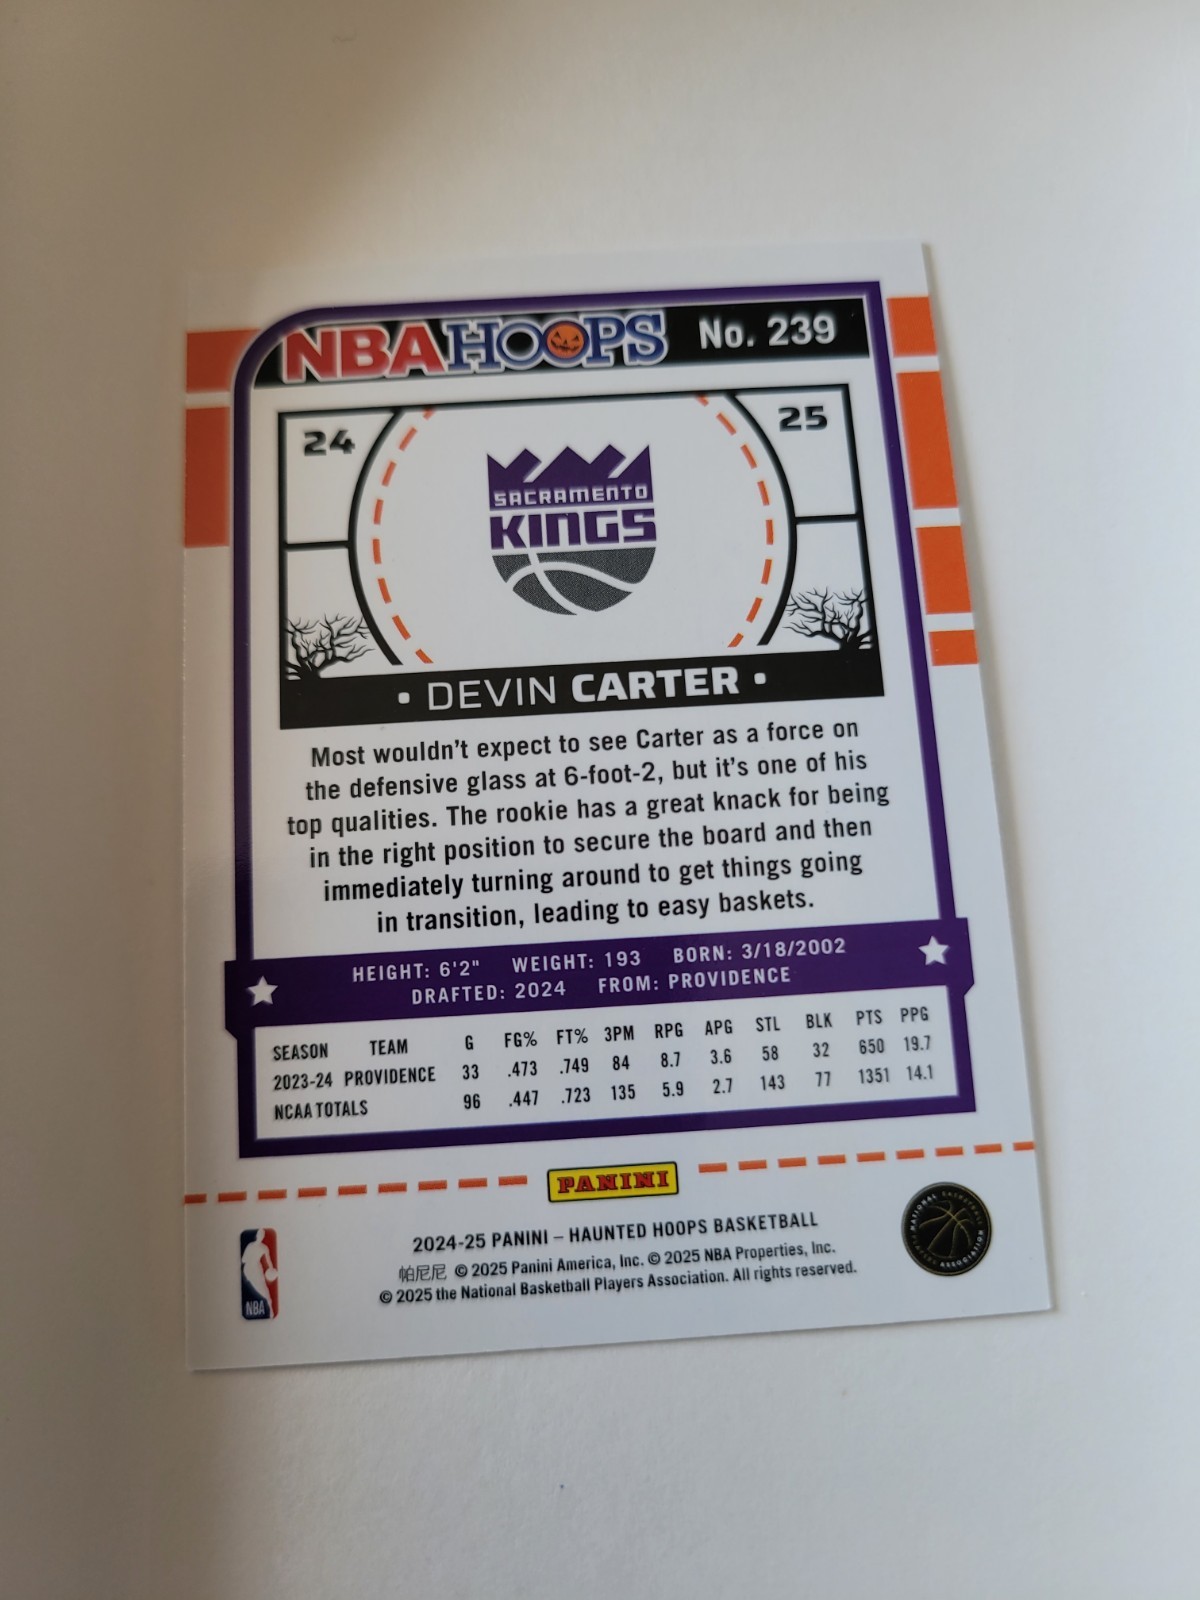 NBA HOOPS No. 239
24 25
SACRAMENTO
KINGS
• DEVIN CARTER •
Most wouldn't expect to see Carter as a force on
the defensive glass at 6-foot-2, but it's one of his
top qualities. The rookie has a great knack for being
in the right position to secure the board and then
immediately turning around to get things going
in transition, leading to easy baskets.
HEIGHT: 6'2" WEIGHT: 193 BORN: 3/18/2002
DRAFTED: 2024 FROM: PROVIDENCE
SEASON TEAM G FG% FT% 3PM RPG APG STL BLK PTS PPG
2023-24 PROVIDENCE 33 .473 .749 84 8.7 3.6 58 32 650 19.7
NCAA TOTALS 96 .447 .723 135 5.9 2.7 143 77 1351 14.1
PANINI
2024-25 PANINI – HAUNTED HOOPS BASKETBALL
帕尼尼 © 2025 Panini America, Inc. © 2025 NBA Properties, Inc.
© 2025 the National Basketball Players Association. All rights reserved.
NBA
NATIONAL BASKETBALL PLAYERS ASSOCIATION